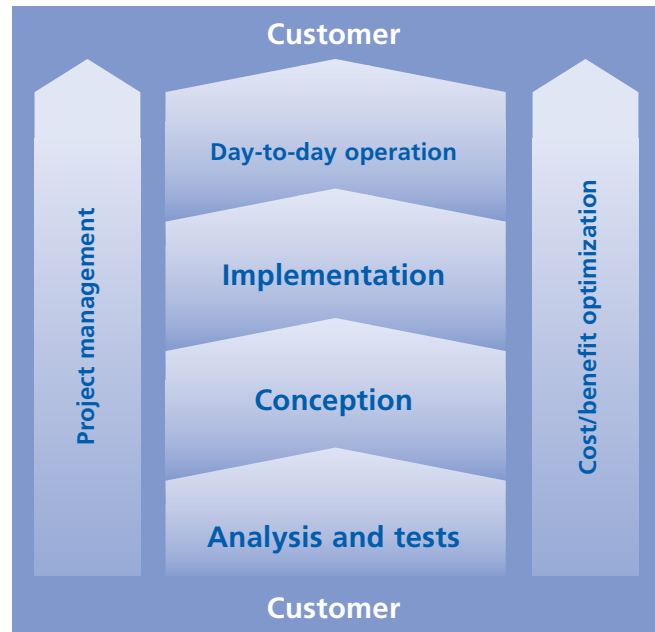 Customer
Project management
Day-to-day operation
Implementation
Conception
Analysis and tests
Cost/benefit optimization
Customer